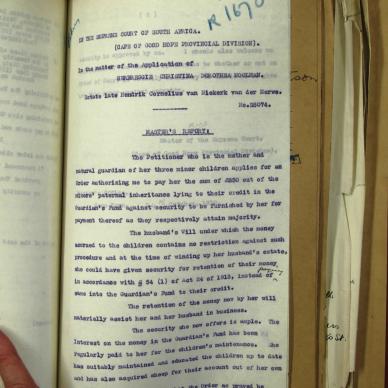 R1670
IN THE SUPREME COURT OF SOUTH AFRICA.
(CAPE OF GOOD HOPE PROVINCIAL DIVISION).
In the matter of the Application of
CHRISTINA DOROTHEA
Estate late Hendrik Cornelius van Niekerk van der Merwe.
MASTER'S REPORT:
The Petitioner who is the mother and
natural guardian of her three minor children applies for an
Order authorising me to pay her the sum of out of the
minors' paternal inheritances lying to their credit in the
Guardian's Fund against security to be furnished by her for
payment thereof as they respectively attain majority.
The husband's Will under which the money
accrued to the children contains no restriction against such
procedure and at the time of winding up her husband's estate,
she could have given security for retention of their money
in accordance with § 54 (1) of Act 24 of 1913, instead of paying
same into the Guardian's Fund to their credit.
The retention of the money now by her will
materially assist her and her husband in business.
The security she now offers is ample. The
interest on the money in the Guardian's Fund has been
regularly paid to her for the children's maintenance. She
has suitably maintained and educated the children up to date
and has also acquired sheep for their account out of her own
the Order as prayed be